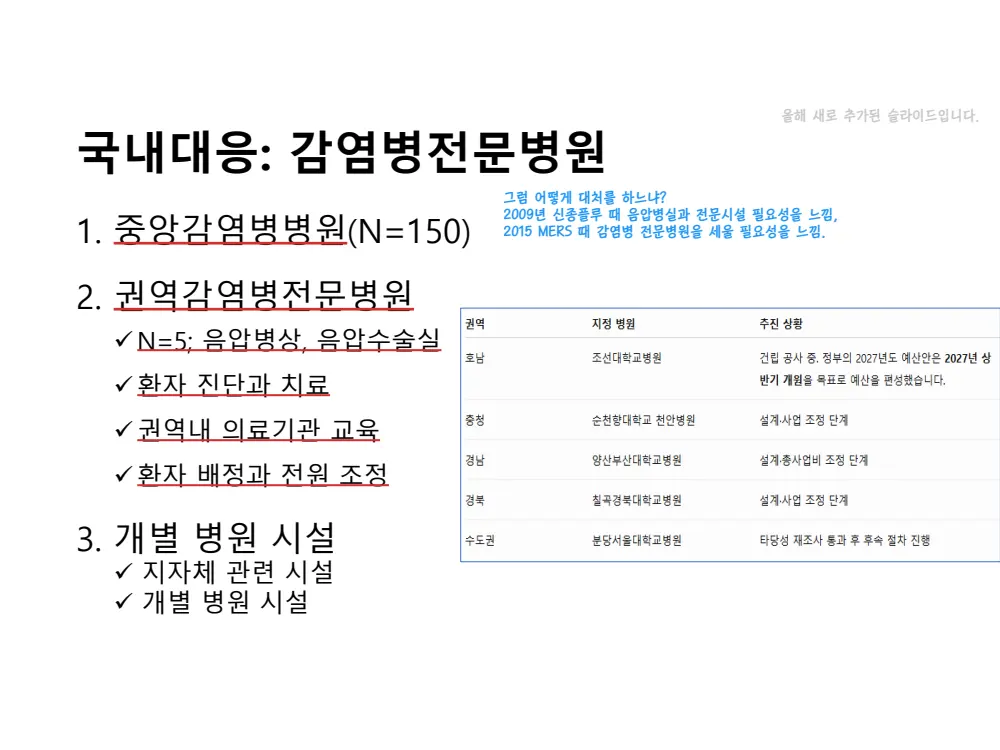 올해 새로 추가된 슬라이드입니다.
국내대응: 감염병전문병원
그럼 어떻게 대처를 하느냐?
2009년 신종플루 때 음압병실과 전문시설 필요성을 느낌,
2015 MERS 때 감염병 전문병원을 세울 필요성을 느낌.
1. 중앙감염병병원(N=150)
2. 권역감염병전문병원
✓N=5; 음압병상, 음압수술실
✓환자 진단과 치료
✓권역내 의료기관 교육
✓환자 배정과 전원 조정
3. 개별 병원 시설
✓ 지자체 관련 시설
✓ 개별 병원 시설
권역 지정 병원 추진 상황
호남 조선대학교병원 건립 공사 중. 정부의 2027년도 예산안은 2027년 상
반기 개원을 목표로 예산을 편성했습니다.
충청 순천향대학교 천안병원 설계·사업 조정 단계
경남 양산부산대학교병원 설계·총사업비 조정 단계
경북 칠곡경북대학교병원 설계·사업 조정 단계
수도권 분당서울대학교병원 타당성 재조사 통과 후 후속 절차 진행